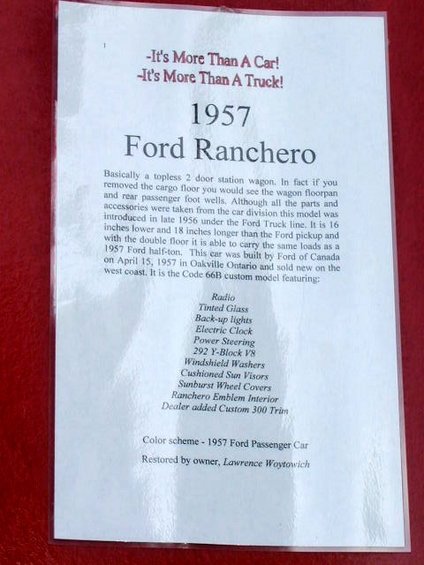 1
-It's More Than A Car!
-It's More Than A Truck!
1957
Ford Ranchero
Basically a topless 2 door station wagon. In fact if you
removed the cargo floor you would see the wagon floorpan
and rear passenger foot wells. Although all the parts and
accessories were taken from the car division this model was
introduced in late 1956 under the Ford Truck line. It is 16
inches lower and 18 inches longer than the Ford pickup and
with the double floor it is able to carry the same loads as a
1957 Ford half-ton. This car was built by Ford of Canada
on April 15, 1957 in Oakville Ontario and sold new on the
west coast. It is the Code 66B custom model featuring:
Radio
Tinted Glass
Back-up lights
Electric Clock
Power Steering
292 Y-Block V8
Windshield Washers
Cushioned Sun Visors
Sunburst Wheel Covers
Ranchero Emblem Interior
Dealer added Custom 300 Trim
Color scheme - 1957 Ford Passenger Car
Restored by owner, Lawrence Woytowich